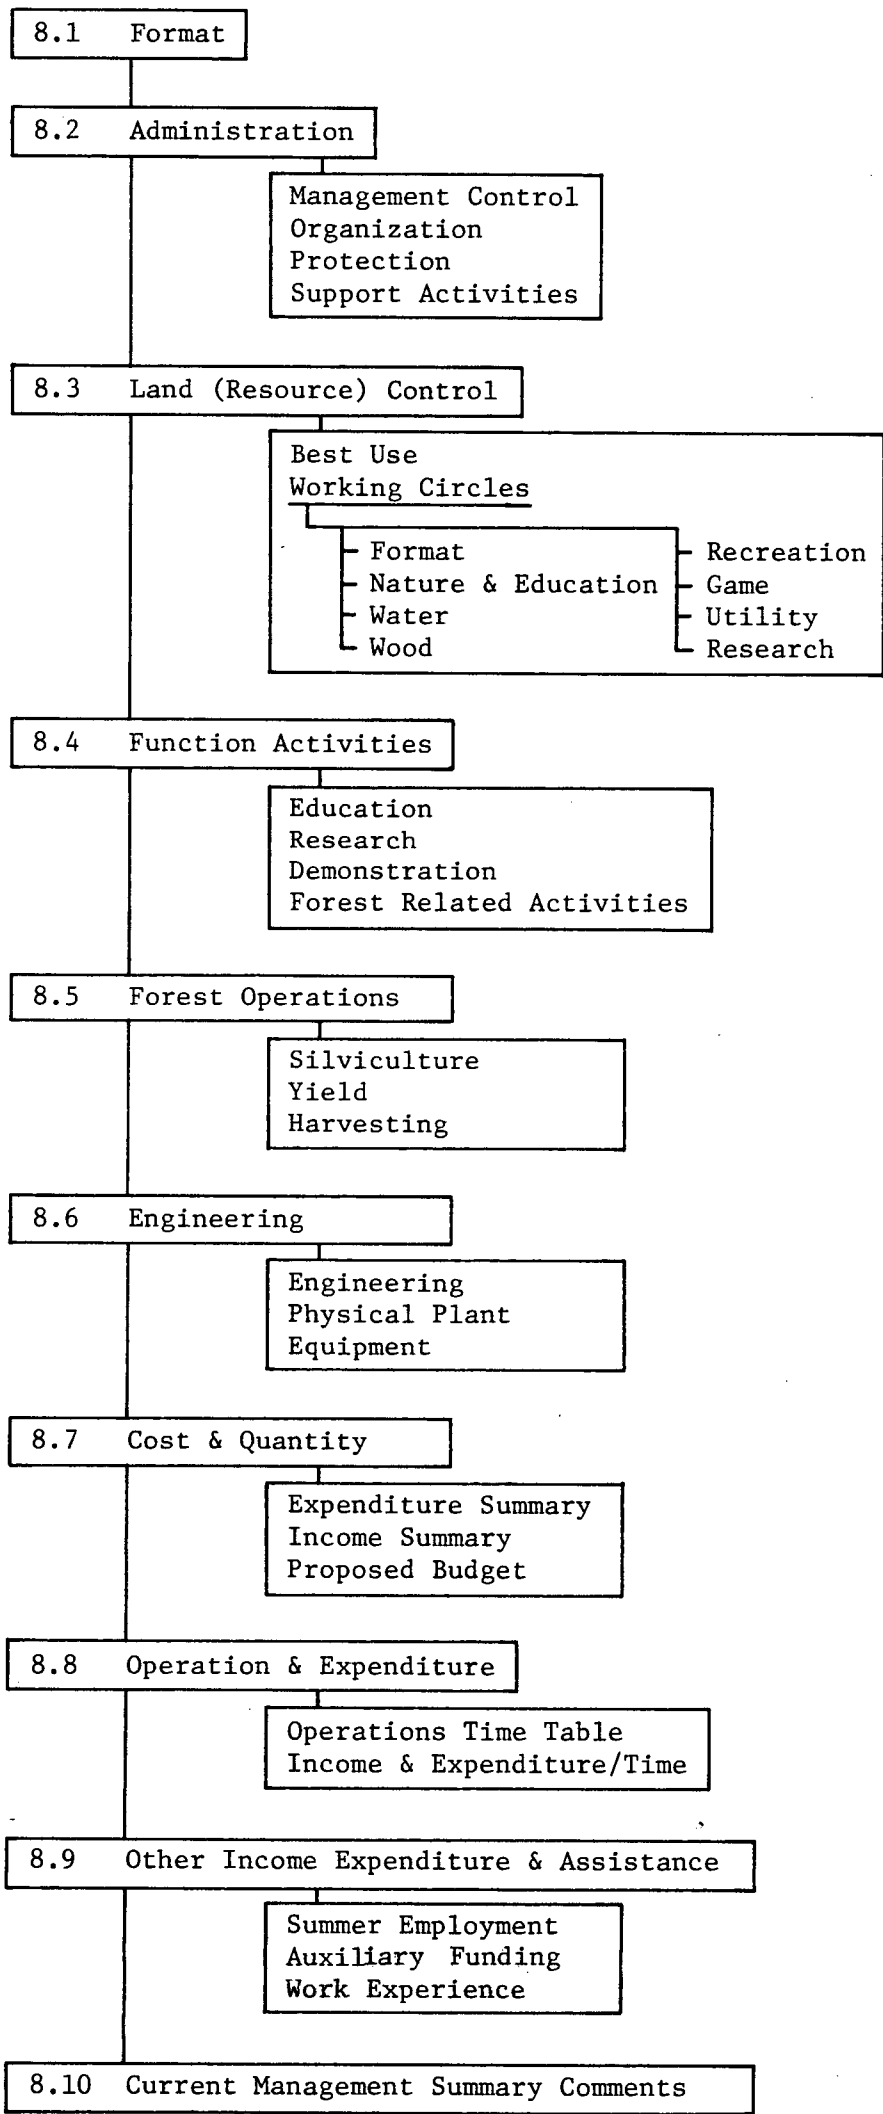 8.1 Format
8.2 Administration
Management Control
Organization
Protection
Support Activities
8.3 Land (Resource) Control
Best Use
Working Circles
Format
Nature & Education
Water
Wood
Recreation
Game
Utility
Research
8.4 Function Activities
Education
Research
Demonstration
Forest Related Activities
8.5 Forest Operations
Silviculture
Yield
Harvesting
8.6 Engineering
Engineering
Physical Plant
Equipment
8.7 Cost & Quantity
Expenditure Summary
Income Summary
Proposed Budget
8.8 Operation & Expenditure
Operations Time Table
Income & Expenditure/Time
8.9 Other Income Expenditure & Assistance
Summer Employment
Auxiliary Funding
Work Experience
8.10 Current Management Summary Comments